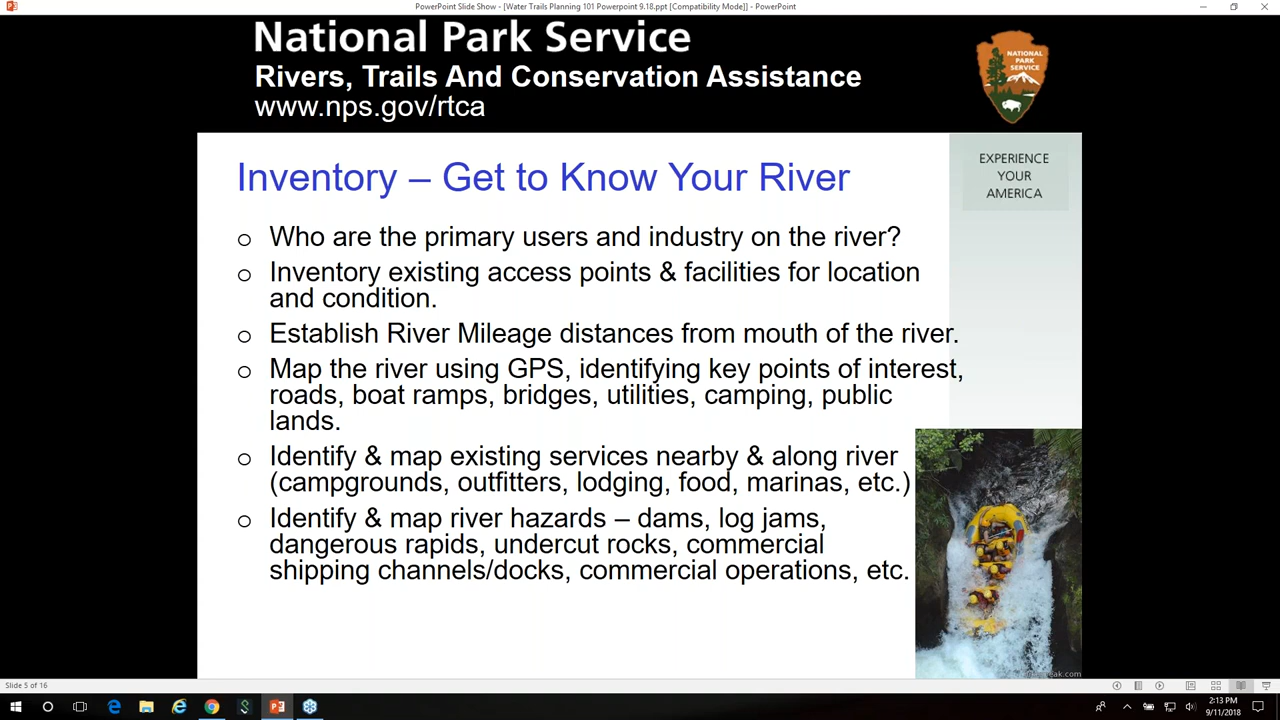 PowerPoint Slide Show - [Water Trails Planning 101 Powerpoint 9.18.ppt [Compatibility Mode]] - PowerPoint
National Park Service
Rivers, Trails And Conservation Assistance
www.nps.gov/rtca
NATIONAL
PARK
SERVICE
EXPERIENCE
YOUR
AMERICA
Inventory – Get to Know Your River
o Who are the primary users and industry on the river?
o Inventory existing access points & facilities for location
and condition.
o Establish River Mileage distances from mouth of the river.
o Map the river using GPS, identifying key points of interest,
roads, boat ramps, bridges, utilities, camping, public
lands.
o Identify & map existing services nearby & along river
(campgrounds, outfitters, lodging, food, marinas, etc.)
o Identify & map river hazards – dams, log jams,
dangerous rapids, undercut rocks, commercial
shipping channels/docks, commercial operations, etc.
Slide 5 of 16
2:13 PM
9/11/2018